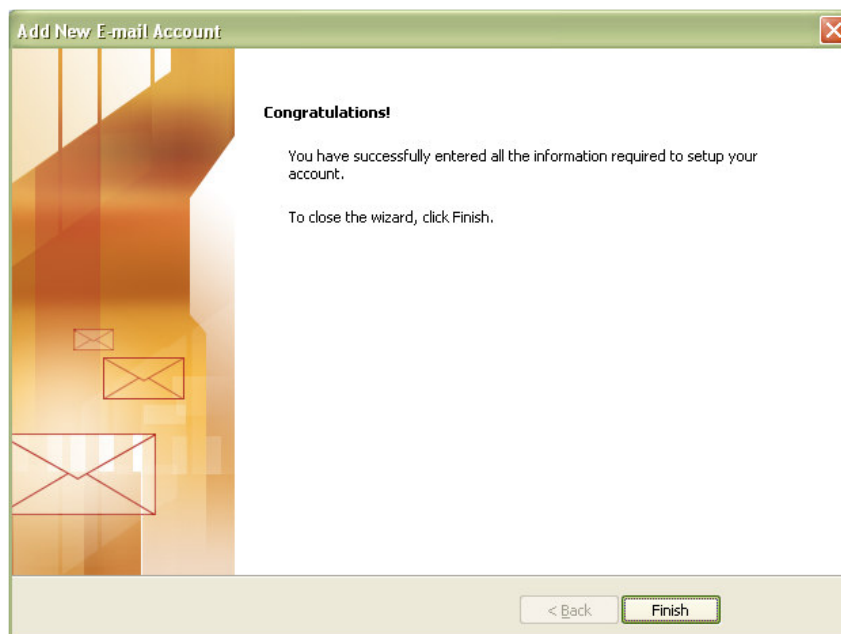 Add New E-mail Account
Congratulations!
You have successfully entered all the information required to setup your
account.
To close the wizard, click Finish.
< Back
Finish